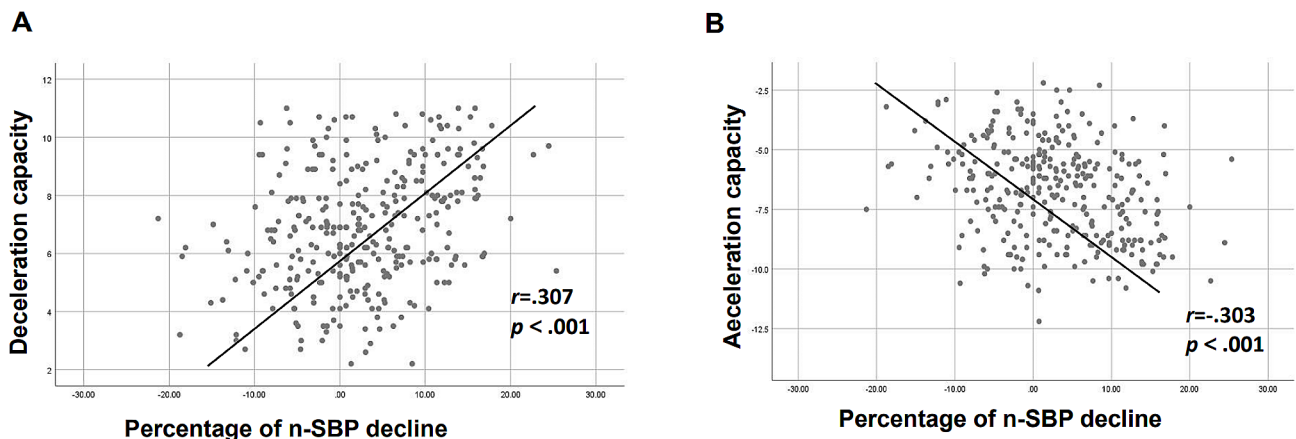 A
Deceleration capacity
12
10
8
6
4
2
r=.307
p < .001
-30.00 -20.00 -10.00 .00 10.00 20.00 30.00
Percentage of n-SBP decline
B
Aeceleration capacity
-2.5
-5.0
-7.5
-10.0
-12.5
r=-.303
p < .001
-30.00 -20.00 -10.00 .00 10.00 20.00 30.00
Percentage of n-SBP decline